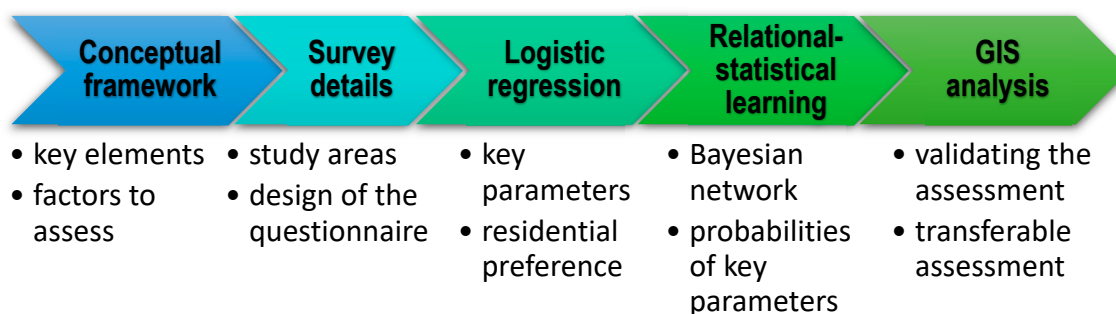 Conceptual
framework
Survey
details
Logistic
regression
Relational-
statistical
learning
GIS
analysis
• key elements
• factors to
assess
• study areas
• design of the
questionnaire
• key
parameters
• residential
preference
• Bayesian
network
• probabilities
of key
parameters
• validating the
assessment
• transferable
assessment